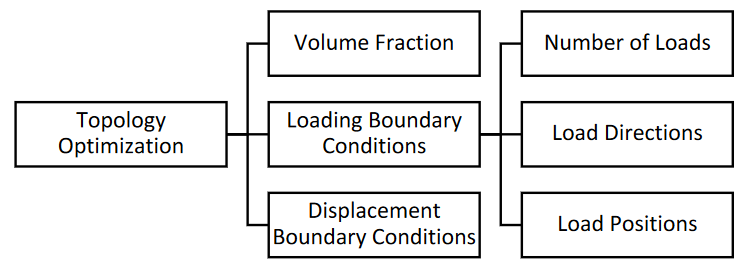 Topology
Optimization
Volume Fraction
Loading Boundary
Conditions
Displacement
Boundary Conditions
Number of Loads
Load Directions
Load Positions